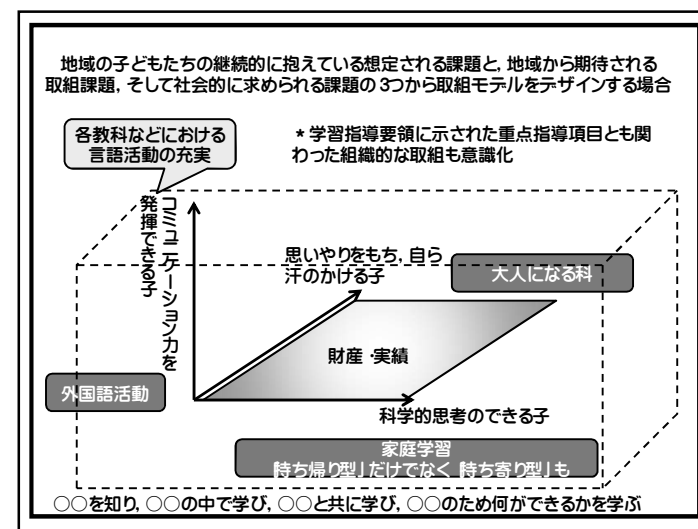 地域の子どもたちの継続的に抱えている想定される課題と, 地域から期待される
取組課題, そして社会的に求められる課題の3つから取組モデルをデザインする場合
各教科などにおける
言語活動の充実
*学習指導要領に示された重点指導項目とも関
わった組織的な取組も意識化
コミュニケーション力を
発揮できる子
思いやりをもち, 自ら
汗のかける子
大人になる科
財産・実績
外国語活動
科学的思考のできる子
家庭学習
「持ち帰り型」だけでなく「持ち寄り型」も
○○を知り, ○○の中で学び, ○○と共に学び, ○○のため何ができるかを学ぶ